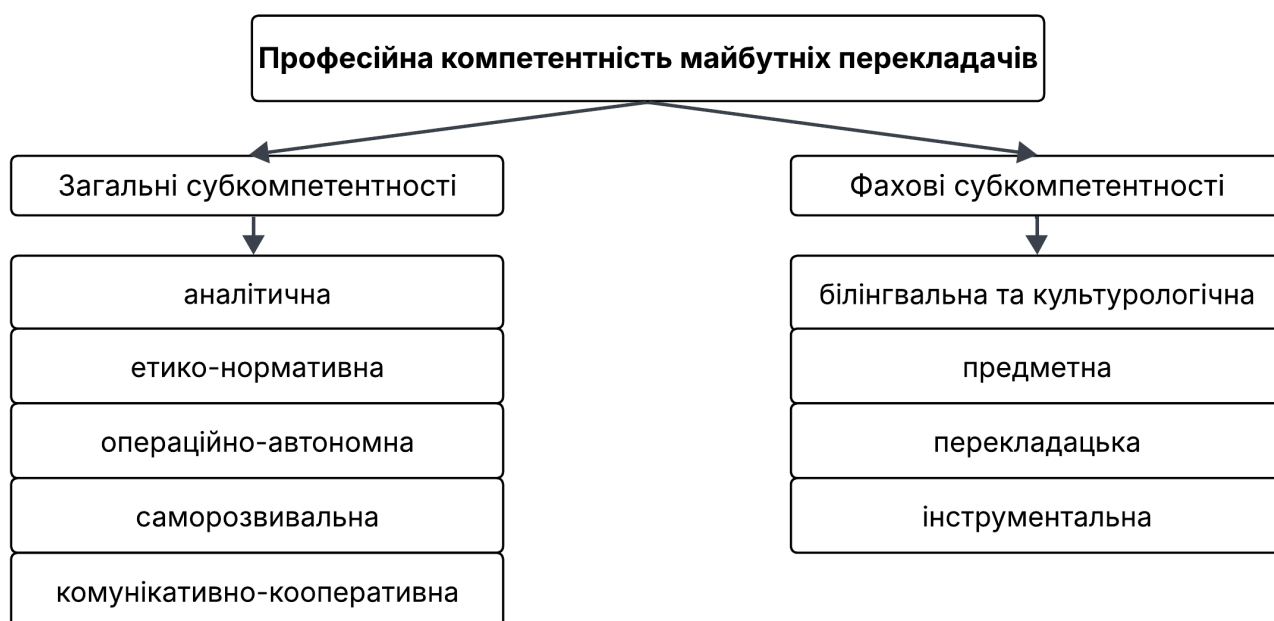 Професійна компетентність майбутніх перекладачів
Загальні субкомпетентності
аналітична
етико-нормативна
операційно-автономна
саморозвивальна
комунікативно-кооперативна
Фахові субкомпетентності
білінгвальна та культурологічна
предметна
перекладацька
інструментальна